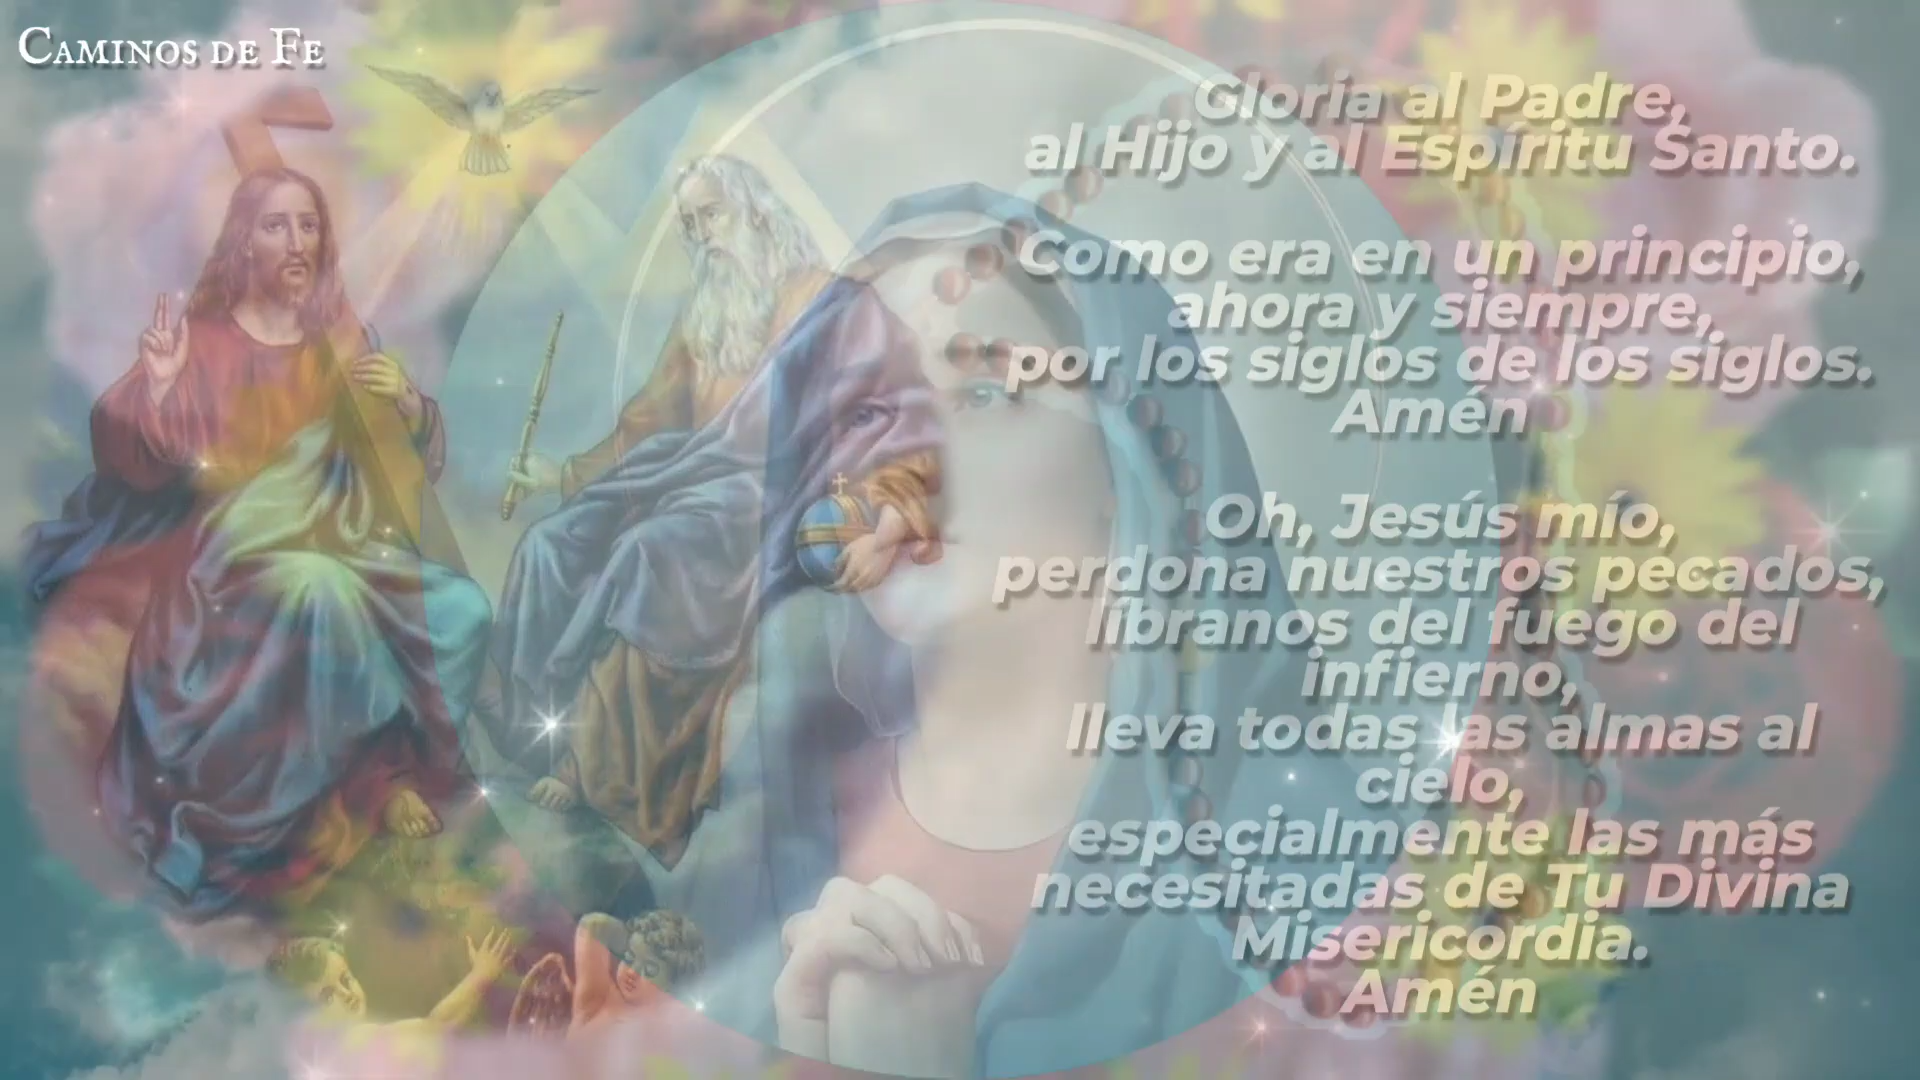 Caminos de Fe
Gloria al Padre,
al Hijo y al Espíritu Santo.
Como era en un principio,
ahora y siempre,
por los siglos de los siglos.
Amén
Oh, Jesús mío,
perdona nuestros pecados,
líbranos del fuego del
infierno,
lleva todas las almas al
cielo,
especialmente las más
necesitadas de Tu Divina
Misericordia.
Amén